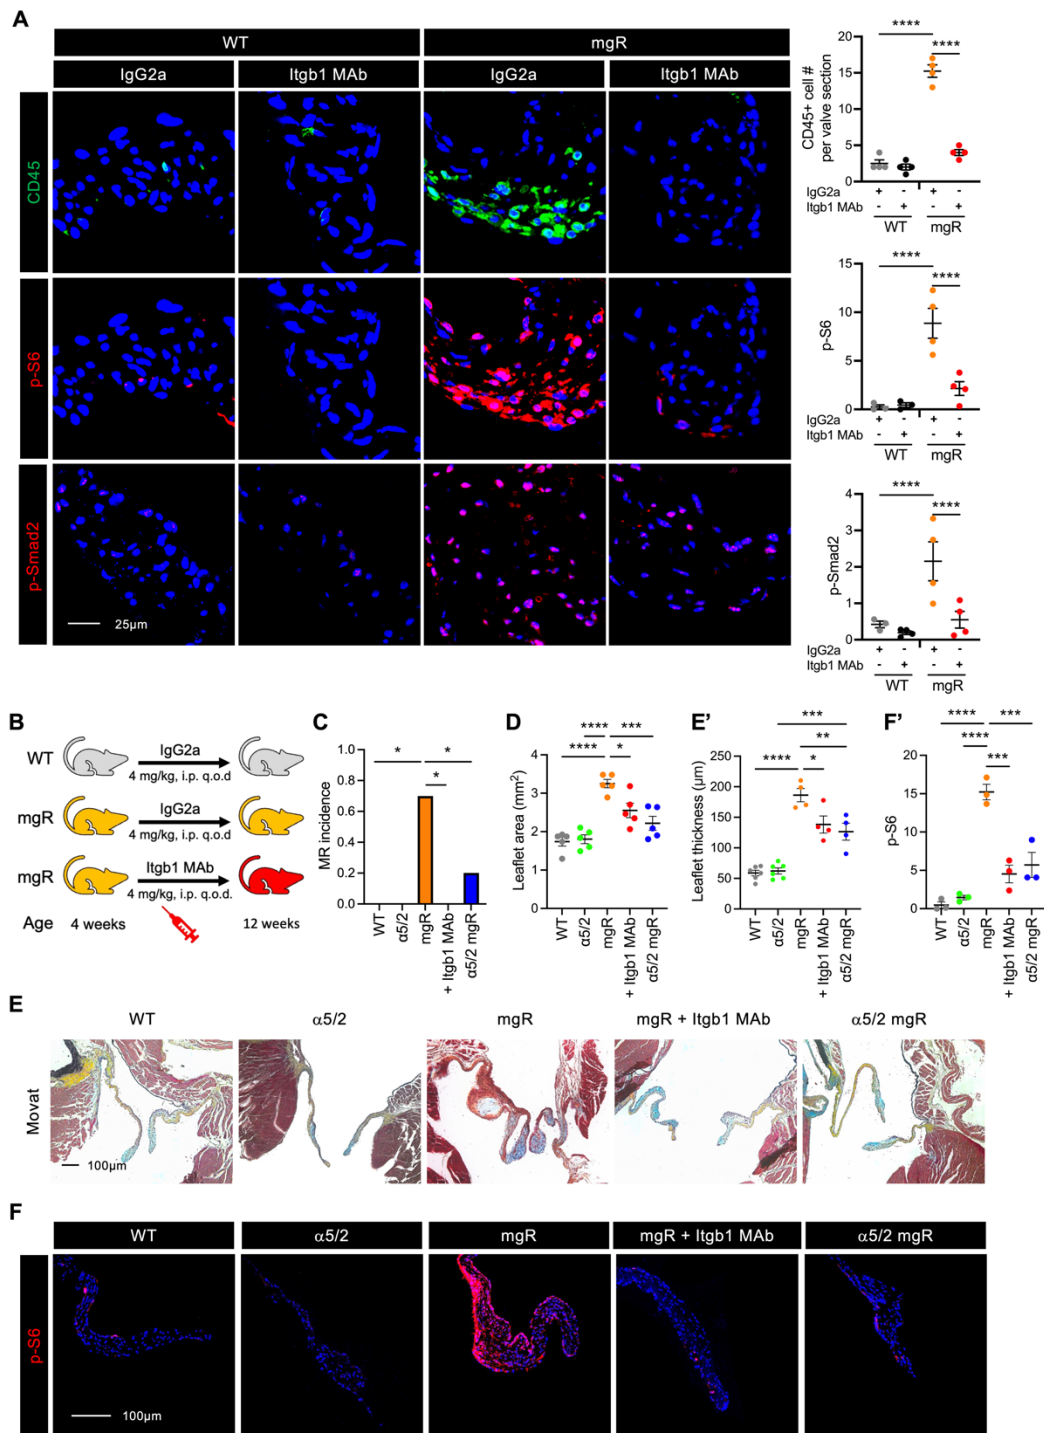 A
WT
mgR
IgG2a
Itgb1 MAb
IgG2a
Itgb1 MAb
CD45
p-S6
p-Smad2
25µm
****
****
CD45+ cell #
per valve section
20
15
10
5
0
IgG2a + - + -
Itgb1 MAb - + - +
WT mgR
****
****
p-S6
15
10
5
0
IgG2a + - + -
Itgb1 MAb - + - +
WT mgR
****
****
p-Smad2
4
3
2
1
0
IgG2a + - + -
Itgb1 MAb - + - +
WT mgR
B
WT
IgG2a
4 mg/kg, i.p. q.o.d
mgR
IgG2a
4 mg/kg, i.p. q.o.d
mgR
Itgb1 MAb
4 mg/kg, i.p. q.o.d.
Age 4 weeks 12 weeks
C
* *
*
MR incidence
1.0
0.8
0.6
0.4
0.2
0.0
WT
α5/2
mgR
+ Itgb1 MAb
α5/2 mgR
D
**** ***
**** *
Leaflet area (mm²)
4
3
2
1
0
WT
α5/2
mgR
+ Itgb1 MAb
α5/2 mgR
E'
***
**
**** *
Leaflet thickness (µm)
250
200
150
100
50
0
WT
α5/2
mgR
+ Itgb1 MAb
α5/2 mgR
F'
****
**** ***
***
p-S6
20
15
10
5
0
WT
α5/2
mgR
+ Itgb1 MAb
α5/2 mgR
E
WT
α5/2
mgR
mgR + Itgb1 MAb
α5/2 mgR
Movat
100µm
F
WT
α5/2
mgR
mgR + Itgb1 MAb
α5/2 mgR
p-S6
100µm